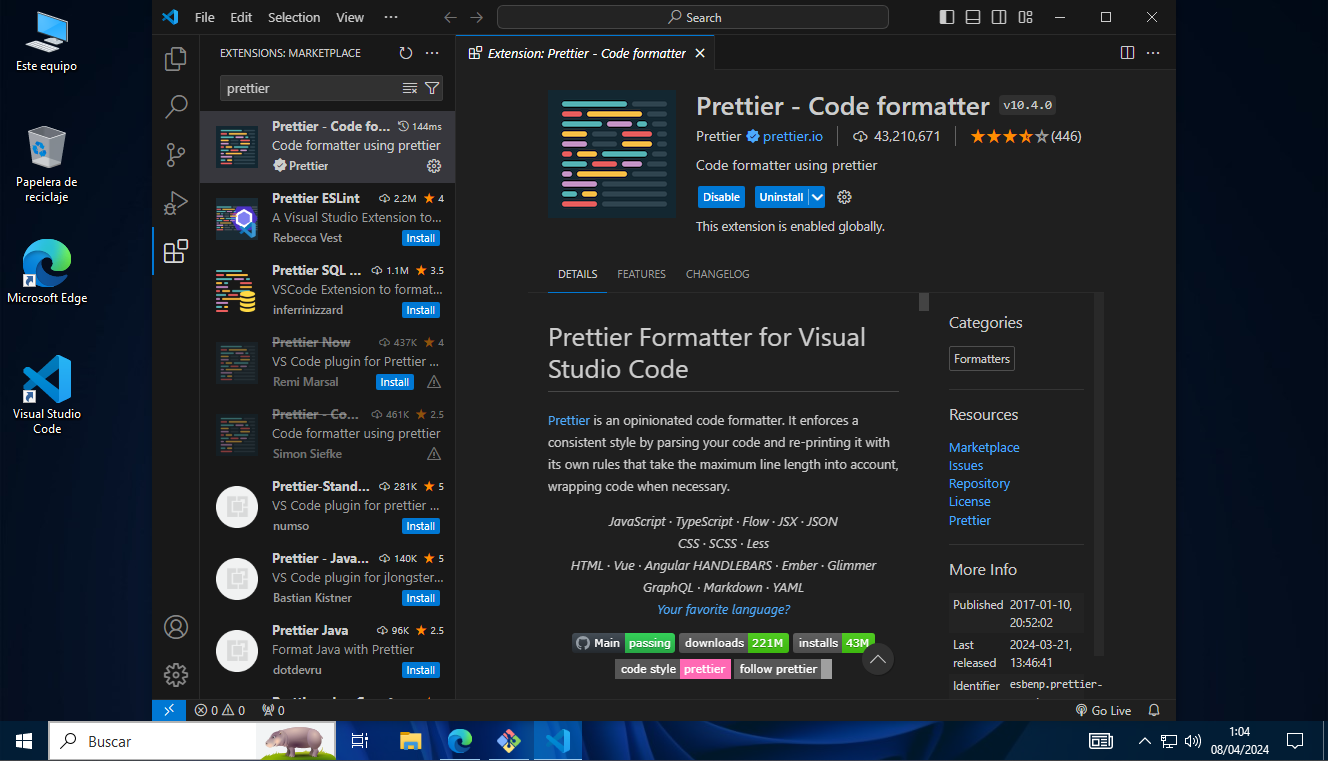 Este equipo
Papelera de
reciclaje
Microsoft Edge
Visual Studio
Code
File Edit Selection View ···
Search
EXTENSIONS: MARKETPLACE
prettier
Prettier - Code fo... 144ms
Code formatter using prettier
Prettier
Prettier ESLint 2.2M ★ 4
A Visual Studio Extension to...
Rebecca Vest Install
Prettier SQL ... 1.1M ★ 3.5
VSCode Extension to format...
inferrinizzard Install
Prettier Now 437K ★ 4
VS Code plugin for Prettier ...
Remi Marsal Install
Prettier - Co... 461K ★ 2.5
Code formatter using prettier
Simon Siefke
Prettier-Stand... 281K ★ 5
VS Code plugin for prettier ...
numso Install
Prettier - Java... 140K ★ 5
VS Code plugin for jlongster...
Bastian Kistner Install
Prettier Java 96K ★ 2.5
Format Java with Prettier
dotdevru Install
Extension: Prettier - Code formatter
Prettier - Code formatter v10.4.0
Prettier prettier.io 43,210,671 (446)
Code formatter using prettier
Disable Uninstall
This extension is enabled globally.
DETAILS FEATURES CHANGELOG
Prettier Formatter for Visual
Studio Code
Prettier is an opinionated code formatter. It enforces a
consistent style by parsing your code and re-printing it with
its own rules that take the maximum line length into account,
wrapping code when necessary.
JavaScript · TypeScript · Flow · JSX · JSON
CSS · SCSS · Less
HTML · Vue · Angular HANDLEBARS · Ember · Glimmer
GraphQL · Markdown · YAML
Your favorite language?
Main passing downloads 221M installs 43M
code style prettier follow prettier
Categories
Formatters
Resources
Marketplace
Issues
Repository
License
Prettier
More Info
Published 2017-01-10,
20:52:02
Last 2024-03-21,
released 13:46:41
Identifier esbenp.prettier-
0 0 0
Go Live
Buscar
1:04
08/04/2024